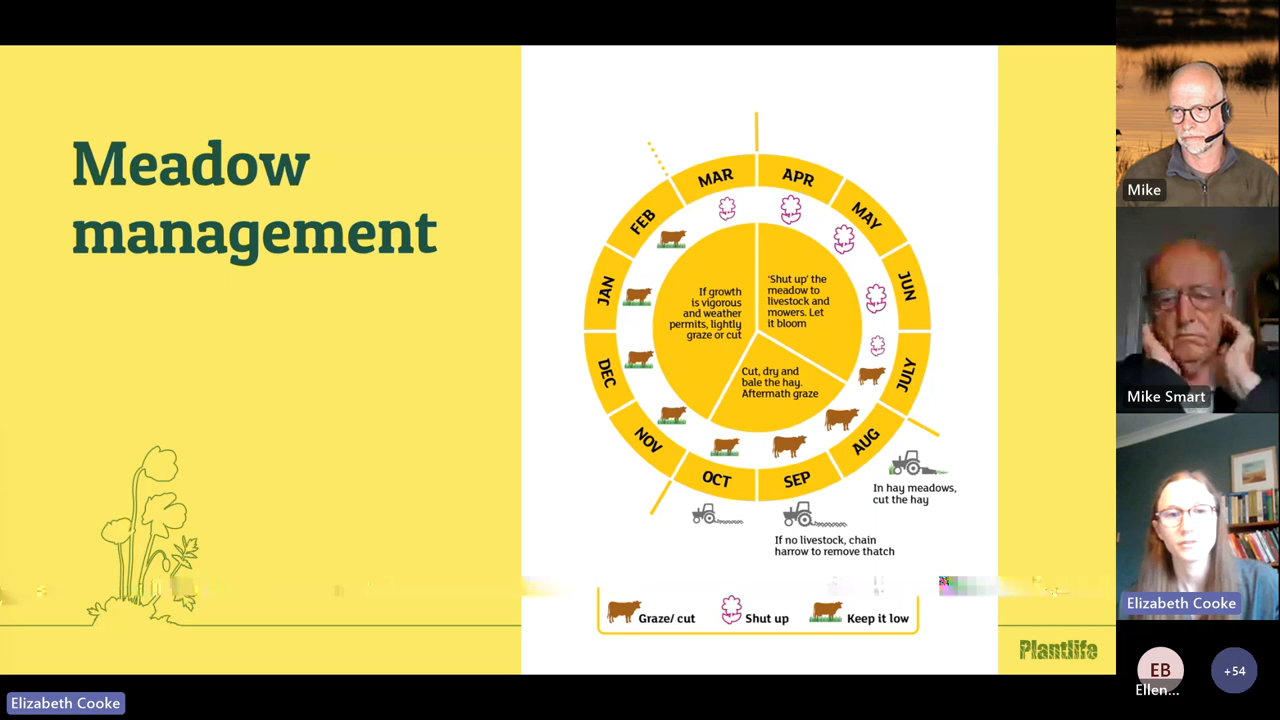 Meadow
management
MAR
APR
FEB
MAY
JAN
JUN
DEC
JULY
NOV
AUG
OCT
SEP
If growth
is vigorous
and weather
permits, lightly
graze or cut
‘Shut up’ the
meadow to
livestock and
mowers. Let
it bloom
Cut, dry and
bale the hay.
Aftermath graze
In hay meadows,
cut the hay
If no livestock, chain
harrow to remove thatch
Graze/ cut
Shut up
Keep it low
Plantlife
Mike
Mike Smart
Elizabeth Cooke
EB
Ellen...
+54
Elizabeth Cooke